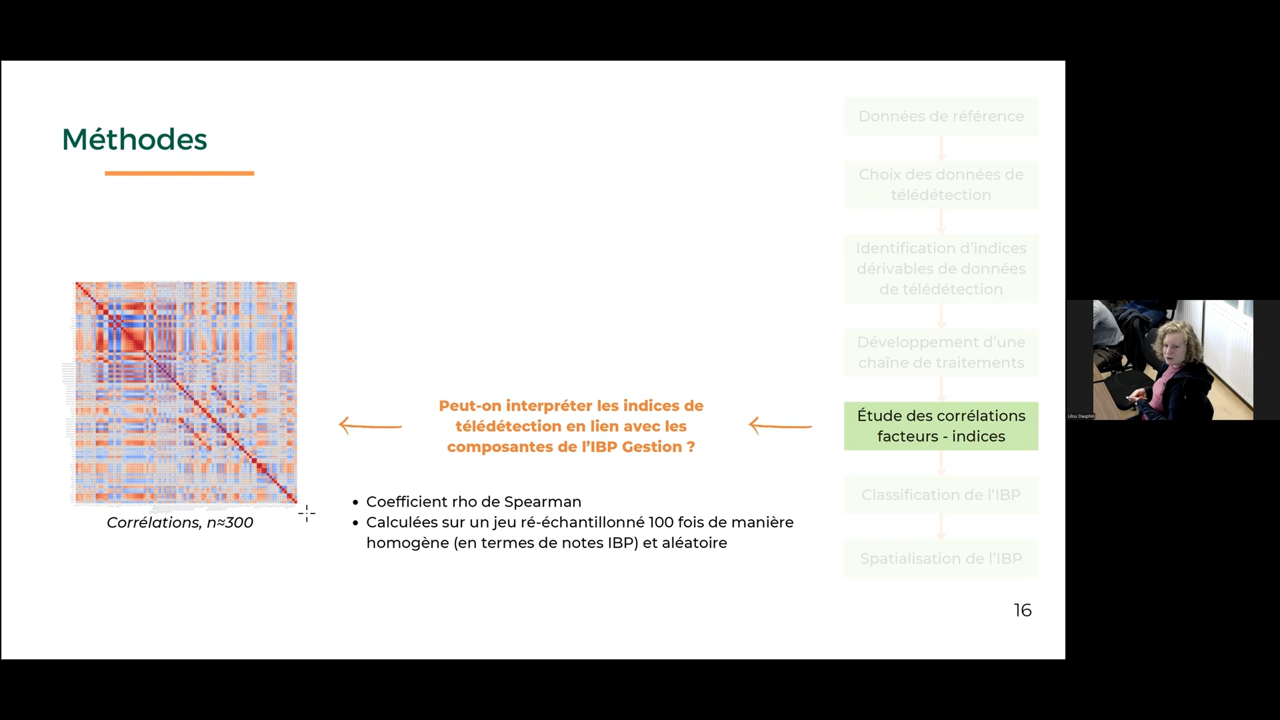 Méthodes
Données de référence
Choix des données de
télédétection
Identification d'indices
dérivables de données
de télédétection
Développement d'une
chaîne de traitements
Étude des corrélations
facteurs - indices
Classification de l'IBP
Spatialisation de l'IBP
Peut-on interpréter les indices de
télédétection en lien avec les
composantes de l'IBP Gestion ?
• Coefficient rho de Spearman
• Calculées sur un jeu ré-échantillonné 100 fois de manière
homogène (en termes de notes IBP) et aléatoire
Corrélations, n≈300
16
Lilou Dauphin